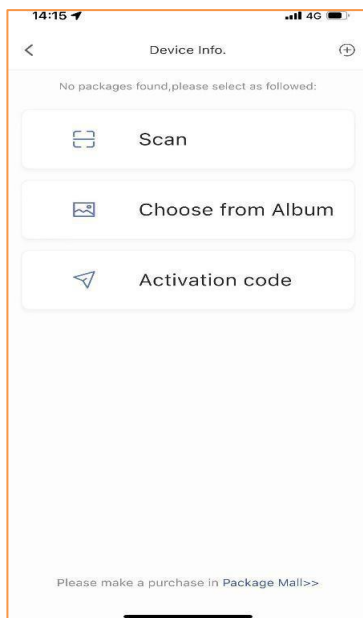 14:15 4G
Device Info.
No packages found,please select as followed:
Scan
Choose from Album
Activation code
Please make a purchase in Package Mall>>